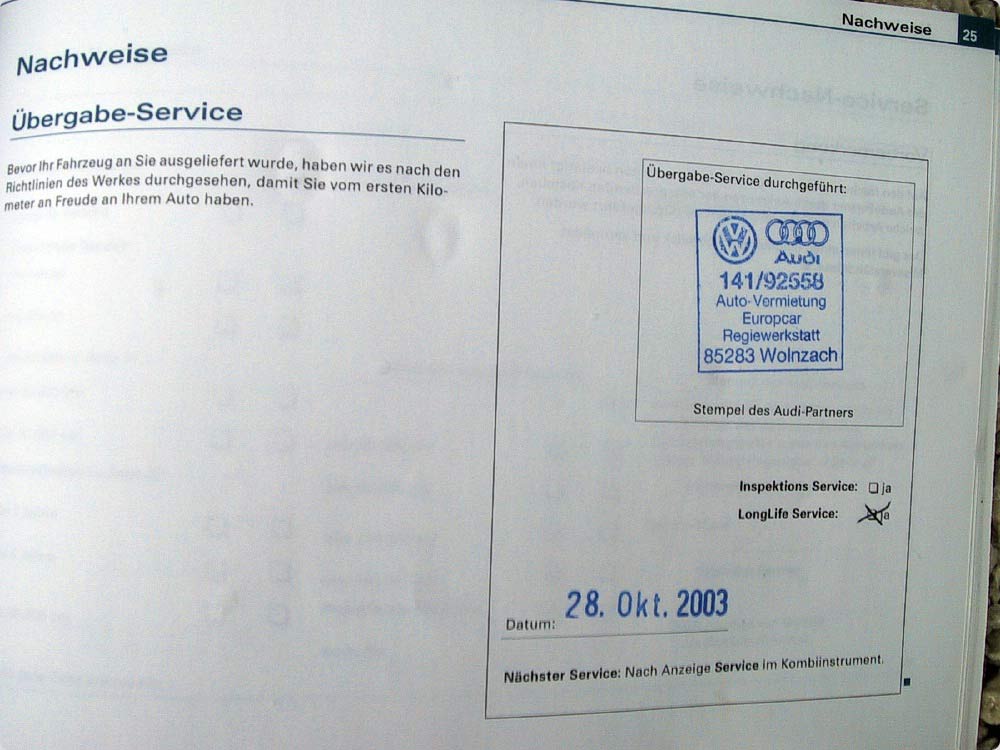 Nachweise 25
Nachweise
Übergabe-Service
Bevor Ihr Fahrzeug an Sie ausgeliefert wurde, haben wir es nach den
Richtlinien des Werkes durchgesehen, damit Sie vom ersten Kilo-
meter an Freude an Ihrem Auto haben.
Übergabe-Service durchgeführt:
Audi
141/92558
Auto-Vermietung
Europcar
Regiewerkstatt
85283 Wolnzach
Stempel des Audi-Partners
Inspektions Service: ja
LongLife Service: ja
Datum: 28. Okt. 2003
Nächster Service: Nach Anzeige Service im Kombiinstrument.